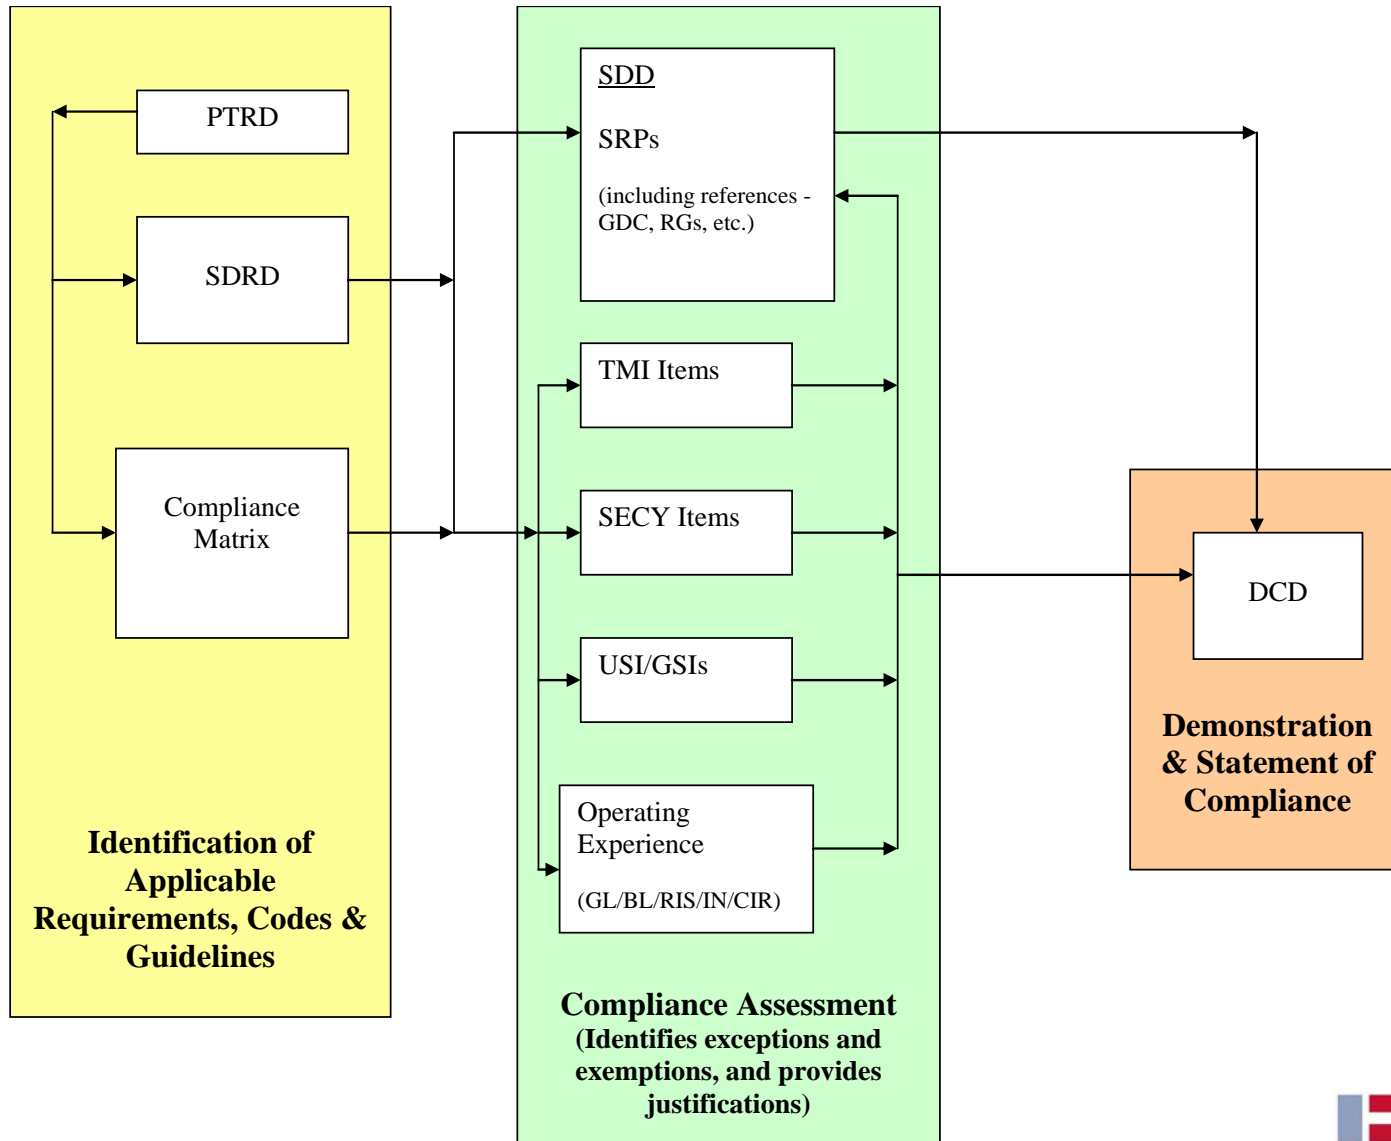 PTRD
SDRD
Compliance
Matrix
Identification of
Applicable
Requirements, Codes &
Guidelines
SDD
SRPs
(including references -
GDC, RGs, etc.)
TMI Items
SECY Items
USI/GSIs
Operating
Experience
(GL/BL/RIS/IN/CIR)
Compliance Assessment
(Identifies exceptions and
exemptions, and provides
justifications)
DCD
Demonstration
& Statement of
Compliance